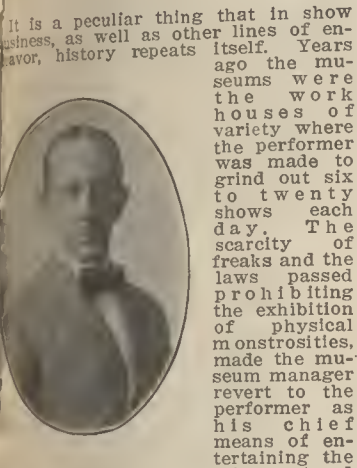 It is a peculiar thing that in show
usiness, as well as other lines of en-
eavor, history repeats itself. Years
ago the mu-
seums were
the work
houses of
variety where
the performer
was made to
grind out six
to twenty
shows each
day. The
scarcity of
freaks and the
laws passed
prohibiting
the exhibition
of physical
monstrosities,
made the mu-
seum manager
revert to the
performer as
his chief
means of en-
tertaining the